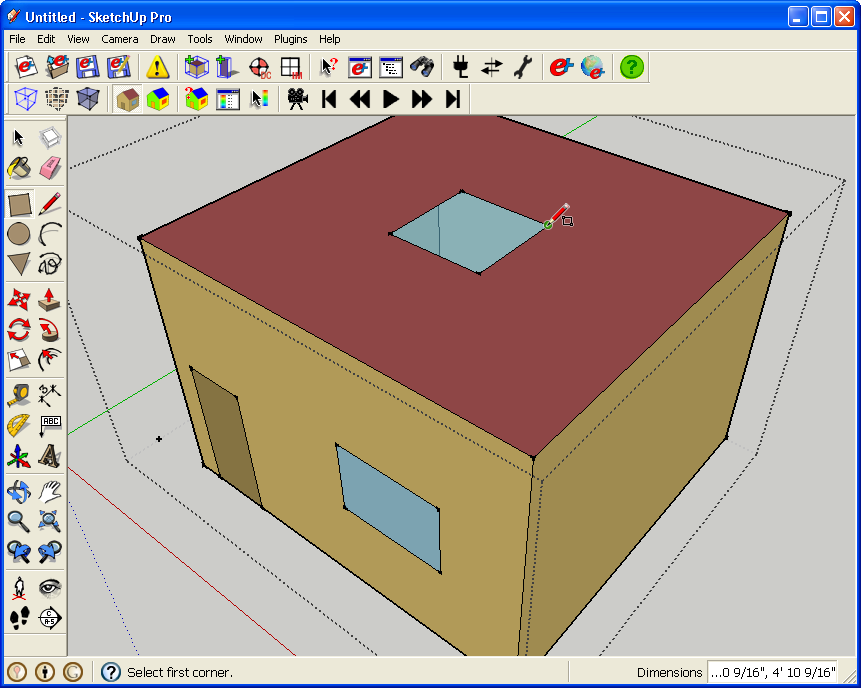 Untitled - SketchUp Pro
File Edit View Camera Draw Tools Window Plugins Help
ABC
Select first corner.
Dimensions ...0 9/16", 4' 10 9/16"